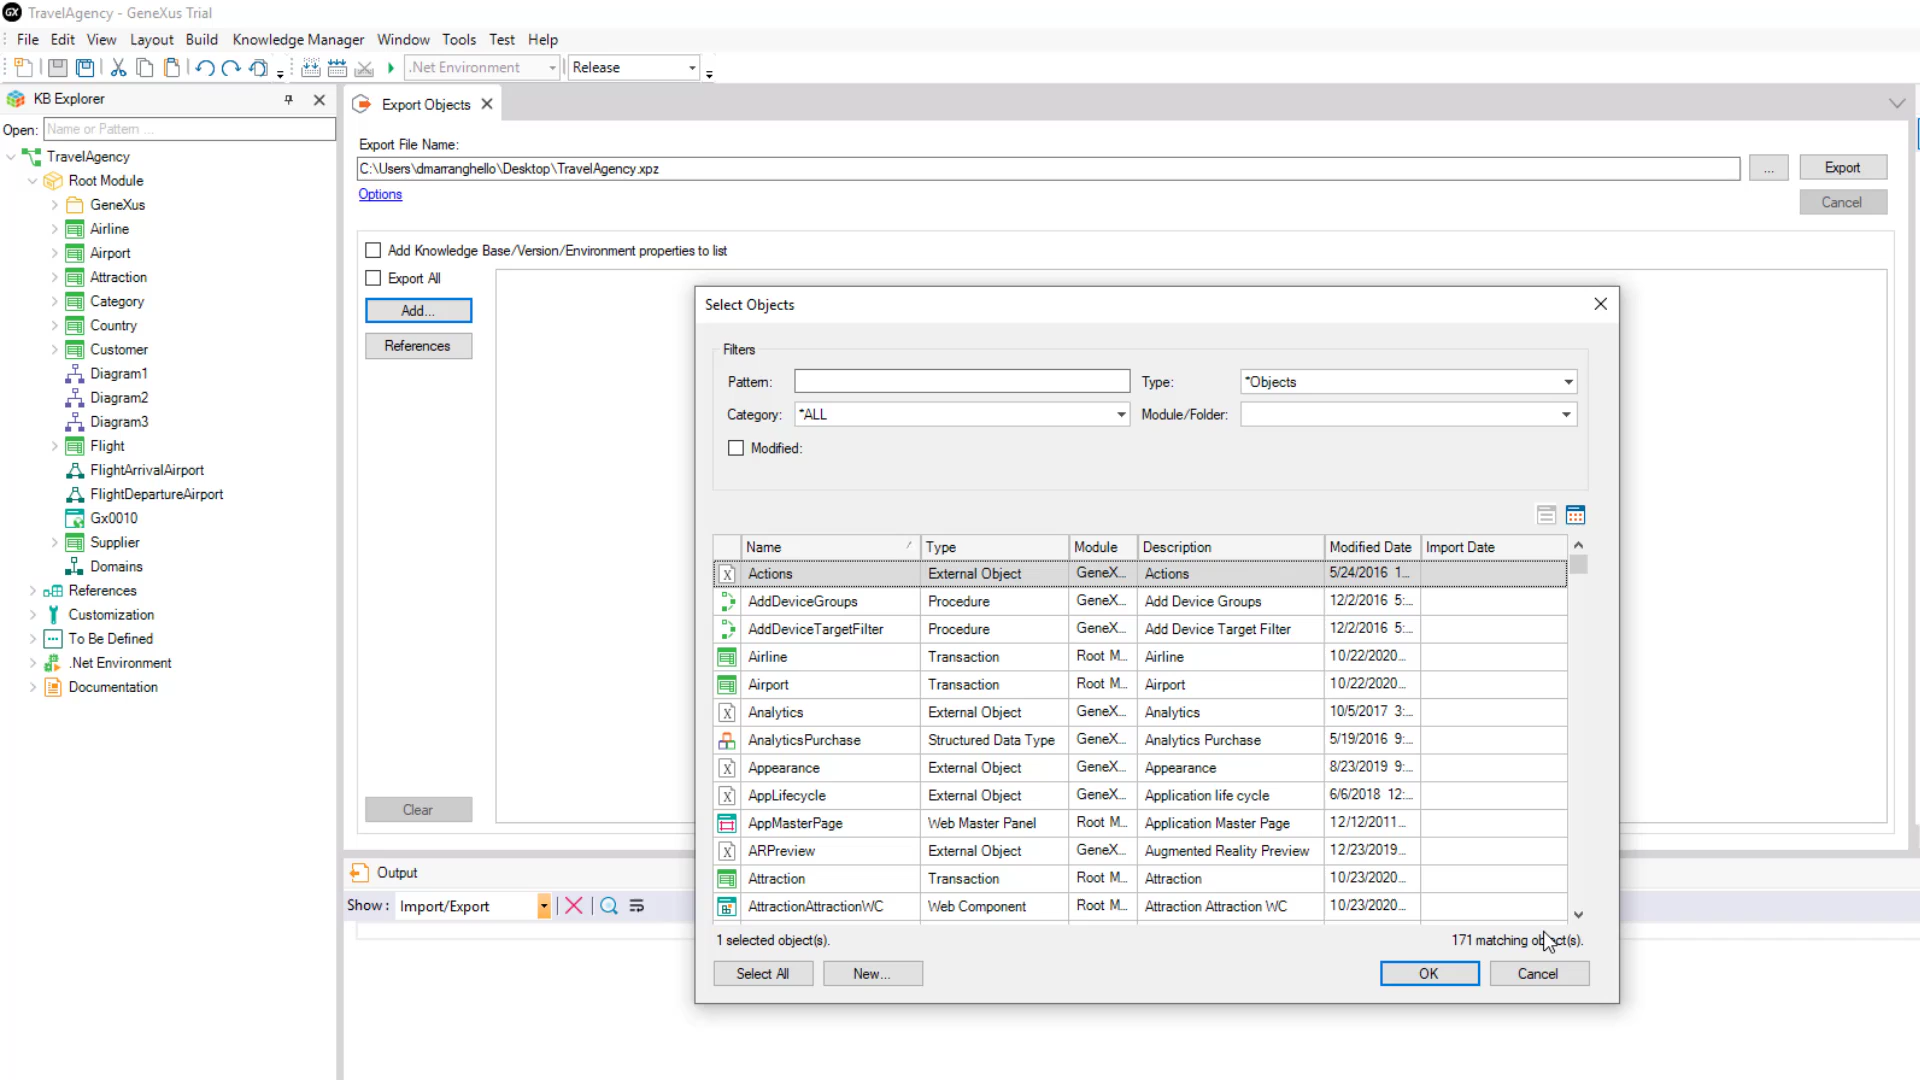 TravelAgency - GeneXus Trial
File Edit View Layout Build Knowledge Manager Window Tools Test Help
.Net Environment Release
KB Explorer
Open: Name or Pattern ...
TravelAgency
Root Module
GeneXus
Airline
Airport
Attraction
Category
Country
Customer
Diagram1
Diagram2
Diagram3
Flight
FlightArrivalAirport
FlightDepartureAirport
Gx0010
Supplier
Domains
References
Customization
To Be Defined
.Net Environment
Documentation
Export Objects
Export File Name:
C:\Users\dmarranghello\Desktop\TravelAgency.xpz ... Export
Options Cancel
Add Knowledge Base/Version/Environment properties to list
Export All
Add...
References
Clear
Select Objects
Filters
Pattern: Type: *Objects
Category: *ALL Module/Folder:
Modified:
Name Type Module Description Modified Date Import Date
Actions External Object GeneX... Actions 5/24/2016 1...
AddDeviceGroups Procedure GeneX... Add Device Groups 12/2/2016 5:...
AddDeviceTargetFilter Procedure GeneX... Add Device Target Filter 12/2/2016 5:...
Airline Transaction Root M... Airline 10/22/2020...
Airport Transaction Root M... Airport 10/22/2020...
Analytics External Object GeneX... Analytics 10/5/2017 3:...
AnalyticsPurchase Structured Data Type GeneX... Analytics Purchase 5/19/2016 9:...
Appearance External Object GeneX... Appearance 8/23/2019 9:...
AppLifecycle External Object GeneX... Application life cycle 6/6/2018 12:...
AppMasterPage Web Master Panel Root M... Application Master Page 12/12/2011...
ARPreview External Object GeneX... Augmented Reality Preview 12/23/2019...
Attraction Transaction Root M... Attraction 10/23/2020...
AttractionAttractionWC Web Component Root M... Attraction Attraction WC 10/23/2020...
1 selected object(s). 171 matching object(s).
Select All New... OK Cancel
Output
Show: Import/Export